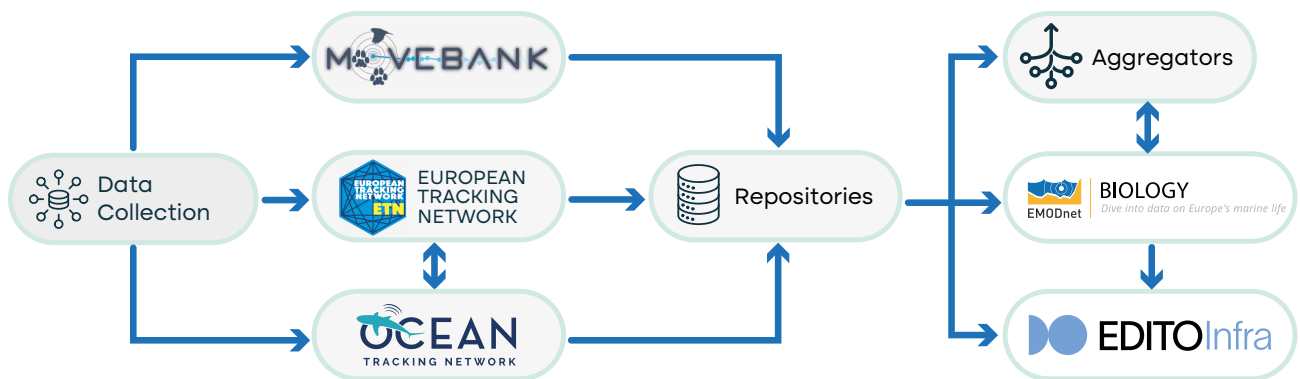 MOVEBANK
Aggregators
Data
Collection
EUROPEAN
TRACKING
NETWORK
ETN
EUROPEAN
TRACKING
NETWORK
Repositories
EMODnet
BIOLOGY
Dive into data on Europe's marine life
OCEAN
TRACKING NETWORK
EDITOInfra